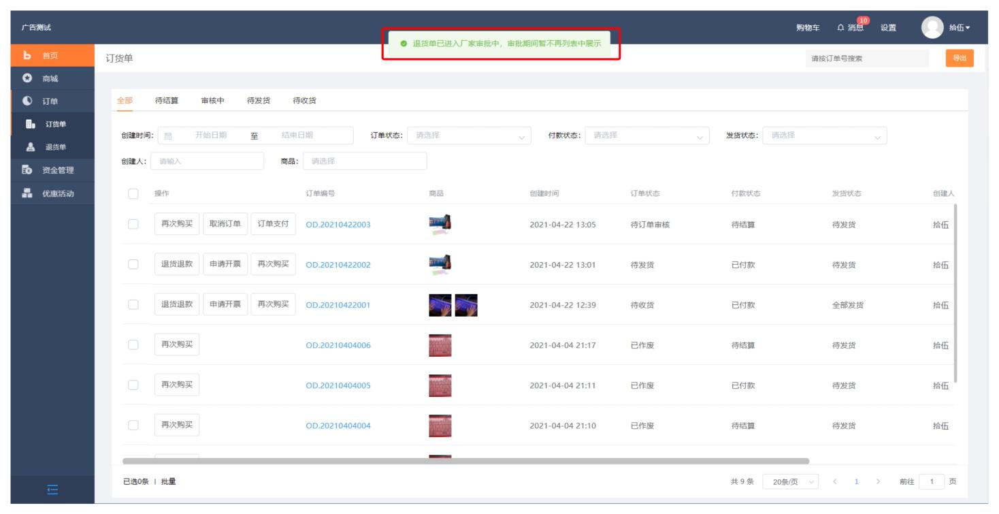 广告测试
购物车 消息 10 设置 拾伍
退货单已进入厂家审批中，审批期间暂不再列表中展示
首页
商城
订单
订货单
退货单
资金管理
优惠活动
订货单 请按订单号搜索 导出
全部 待结算 审核中 待发货 待收货
创建时间： 开始日期 至 结束日期 订单状态： 请选择 付款状态： 请选择 发货状态： 请选择
创建人： 请输入 商品： 请选择
操作 订单编号 商品 创建时间 订单状态 付款状态 发货状态 创建人
再次购买 取消订单 订单支付 OD.20210422003 2021-04-22 13:05 待订单审核 待结算 待发货 拾伍
退货退款 申请开票 再次购买 OD.20210422002 2021-04-22 13:01 待发货 已付款 待发货 拾伍
退货退款 申请开票 再次购买 OD.20210422001 2021-04-22 12:39 待收货 已付款 全部发货 拾伍
再次购买 OD.20210404006 2021-04-04 21:17 已作废 待结算 待发货 拾伍
再次购买 OD.20210404005 2021-04-04 21:11 已作废 已付款 待发货 拾伍
再次购买 OD.20210404004 2021-04-04 21:10 已作废 待结算 待发货 拾伍
已选0条 | 批量 共 9 条 20条/页 < 1 > 前往 1 页